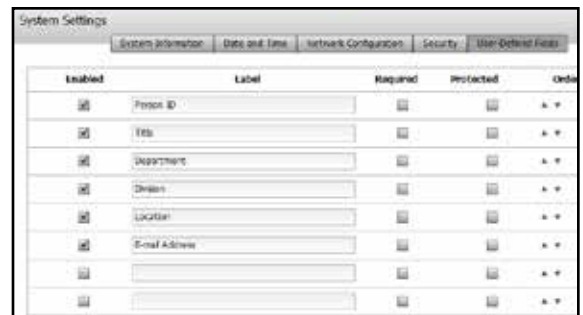 System Settings
System Information Date and Time Network Configuration Security User-Defined Fields
Enabled Label Required Protected Orde
Person ID
Title
Department
Division
Location
E-mail Address